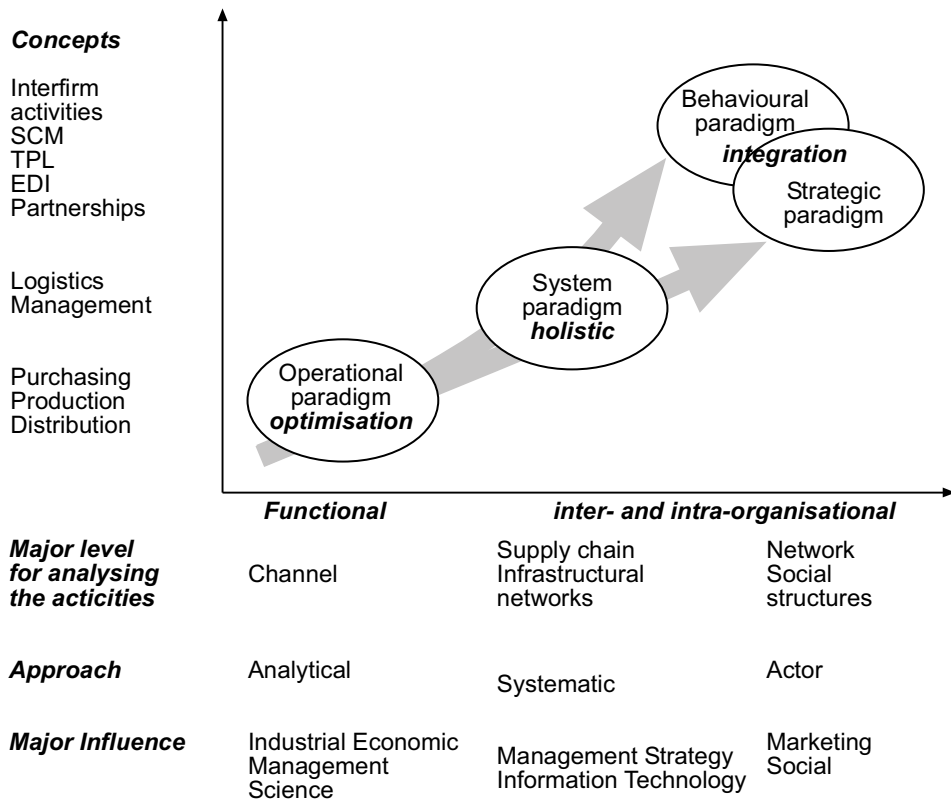 Concepts
Interfirm
activities
SCM
TPL
EDI
Partnerships
Logistics
Management
Purchasing
Production
Distribution
Behavioural
paradigm
integration
Strategic
paradigm
System
paradigm
holistic
Operational
paradigm
optimisation
Functional
inter- and intra-organisational
Major level
for analysing
the acticities
Channel
Supply chain
Infrastructural
networks
Network
Social
structures
Approach
Analytical
Systematic
Actor
Major Influence
Industrial Economic
Management
Science
Management Strategy
Information Technology
Marketing
Social